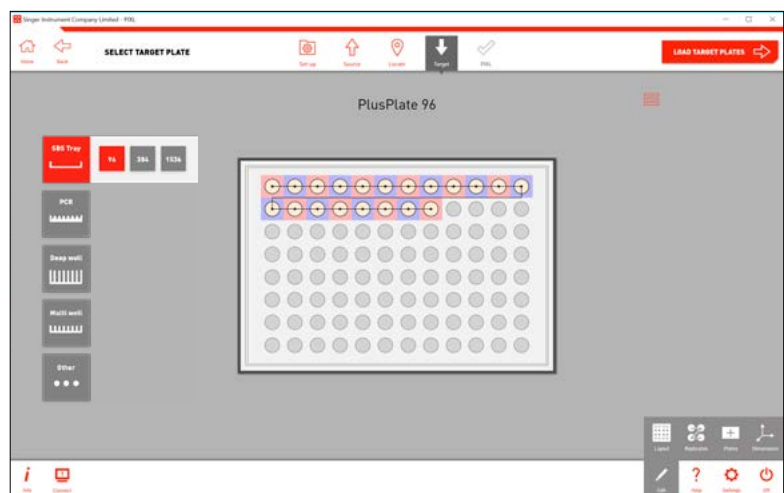 Singer Instrument Company Limited - PIXL
Home
Back
SELECT TARGET PLATE
Set up
Source
Locate
Target
PIXL
LOAD TARGET PLATES
PlusPlate 96
SBS Tray
96
384
1536
PCR
Deep well
Multi well
Other
Layout
Replicates
Plates
Dimensions
Info
Connect
Edit
Help
Settings
Off